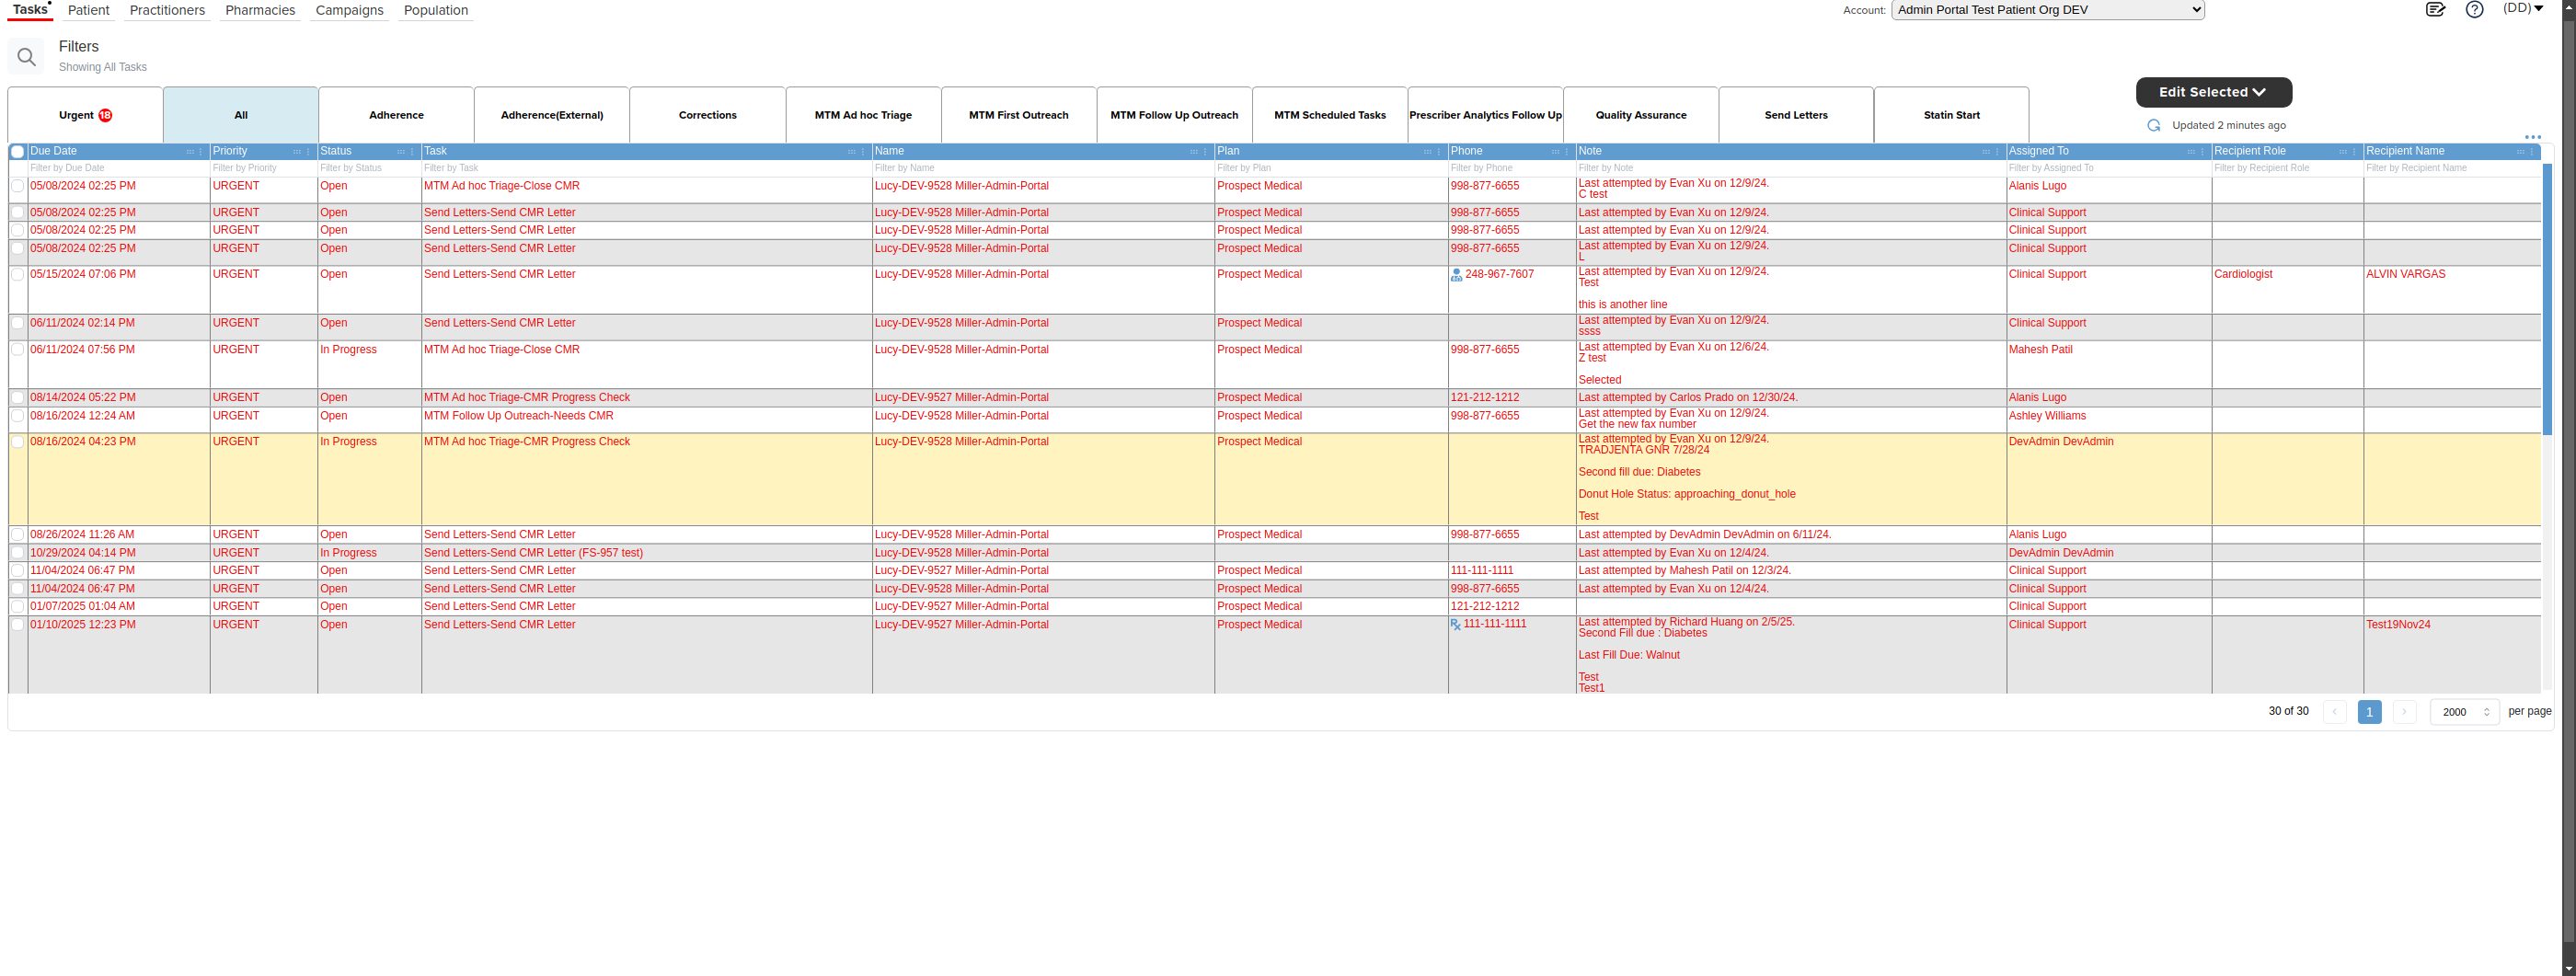 Tasks Patient Practitioners Pharmacies Campaigns Population Account: Admin Portal Test Patient Org DEV (DD)
Filters
Showing All Tasks
Edit Selected
Urgent 18 All Adherence Adherence(External) Corrections MTM Ad hoc Triage MTM First Outreach MTM Follow Up Outreach MTM Scheduled Tasks Prescriber Analytics Follow Up Quality Assurance Send Letters Statin Start
Updated 2 minutes ago
Due Date Priority Status Task Name Plan Phone Note Assigned To Recipient Role Recipient Name
Filter by Due Date Filter by Priority Filter by Status Filter by Task Filter by Name Filter by Plan Filter by Phone Filter by Note Filter by Assigned To Filter by Recipient Role Filter by Recipient Name
05/08/2024 02:25 PM URGENT Open MTM Ad hoc Triage-Close CMR Lucy-DEV-9528 Miller-Admin-Portal Prospect Medical 998-877-6655 Last attempted by Evan Xu on 12/9/24. Alanis Lugo
C test
05/08/2024 02:25 PM URGENT Open Send Letters-Send CMR Letter Lucy-DEV-9528 Miller-Admin-Portal Prospect Medical 998-877-6655 Last attempted by Evan Xu on 12/9/24. Clinical Support
05/08/2024 02:25 PM URGENT Open Send Letters-Send CMR Letter Lucy-DEV-9528 Miller-Admin-Portal Prospect Medical 998-877-6655 Last attempted by Evan Xu on 12/9/24. Clinical Support
05/08/2024 02:25 PM URGENT Open Send Letters-Send CMR Letter Lucy-DEV-9528 Miller-Admin-Portal Prospect Medical 998-877-6655 Last attempted by Evan Xu on 12/9/24. Clinical Support
L
05/15/2024 07:06 PM URGENT Open Send Letters-Send CMR Letter Lucy-DEV-9528 Miller-Admin-Portal Prospect Medical 248-967-7607 Last attempted by Evan Xu on 12/9/24. Clinical Support Cardiologist ALVIN VARGAS
Test
this is another line
06/11/2024 02:14 PM URGENT Open Send Letters-Send CMR Letter Lucy-DEV-9528 Miller-Admin-Portal Prospect Medical Last attempted by Evan Xu on 12/9/24. Clinical Support
ssss
06/11/2024 07:56 PM URGENT In Progress MTM Ad hoc Triage-Close CMR Lucy-DEV-9528 Miller-Admin-Portal Prospect Medical 998-877-6655 Last attempted by Evan Xu on 12/6/24. Mahesh Patil
Z test
Selected
08/14/2024 05:22 PM URGENT Open MTM Ad hoc Triage-CMR Progress Check Lucy-DEV-9527 Miller-Admin-Portal Prospect Medical 121-212-1212 Last attempted by Carlos Prado on 12/30/24. Alanis Lugo
08/16/2024 12:24 AM URGENT Open MTM Follow Up Outreach-Needs CMR Lucy-DEV-9528 Miller-Admin-Portal Prospect Medical 998-877-6655 Last attempted by Evan Xu on 12/9/24. Ashley Williams
Get the new fax number
08/16/2024 04:23 PM URGENT In Progress MTM Ad hoc Triage-CMR Progress Check Lucy-DEV-9528 Miller-Admin-Portal Prospect Medical Last attempted by Evan Xu on 12/9/24. DevAdmin DevAdmin
TRADJENTA GNR 7/28/24
Second fill due: Diabetes
Donut Hole Status: approaching_donut_hole
Test
08/26/2024 11:26 AM URGENT Open Send Letters-Send CMR Letter Lucy-DEV-9528 Miller-Admin-Portal Prospect Medical 998-877-6655 Last attempted by DevAdmin DevAdmin on 6/11/24. Alanis Lugo
10/29/2024 04:14 PM URGENT In Progress Send Letters-Send CMR Letter (FS-957 test) Lucy-DEV-9528 Miller-Admin-Portal Last attempted by Evan Xu on 12/4/24. DevAdmin DevAdmin
11/04/2024 06:47 PM URGENT Open Send Letters-Send CMR Letter Lucy-DEV-9527 Miller-Admin-Portal Prospect Medical 111-111-1111 Last attempted by Mahesh Patil on 12/3/24. Clinical Support
11/04/2024 06:47 PM URGENT Open Send Letters-Send CMR Letter Lucy-DEV-9528 Miller-Admin-Portal Prospect Medical 998-877-6655 Last attempted by Evan Xu on 12/4/24. Clinical Support
01/07/2025 01:04 AM URGENT Open Send Letters-Send CMR Letter Lucy-DEV-9527 Miller-Admin-Portal Prospect Medical 121-212-1212 Clinical Support
01/10/2025 12:23 PM URGENT Open Send Letters-Send CMR Letter Lucy-DEV-9527 Miller-Admin-Portal Prospect Medical 111-111-1111 Last attempted by Richard Huang on 2/5/25. Clinical Support Test19Nov24
Second Fill due : Diabetes
Last Fill Due: Walnut
Test
Test1
30 of 30 1 2000 per page